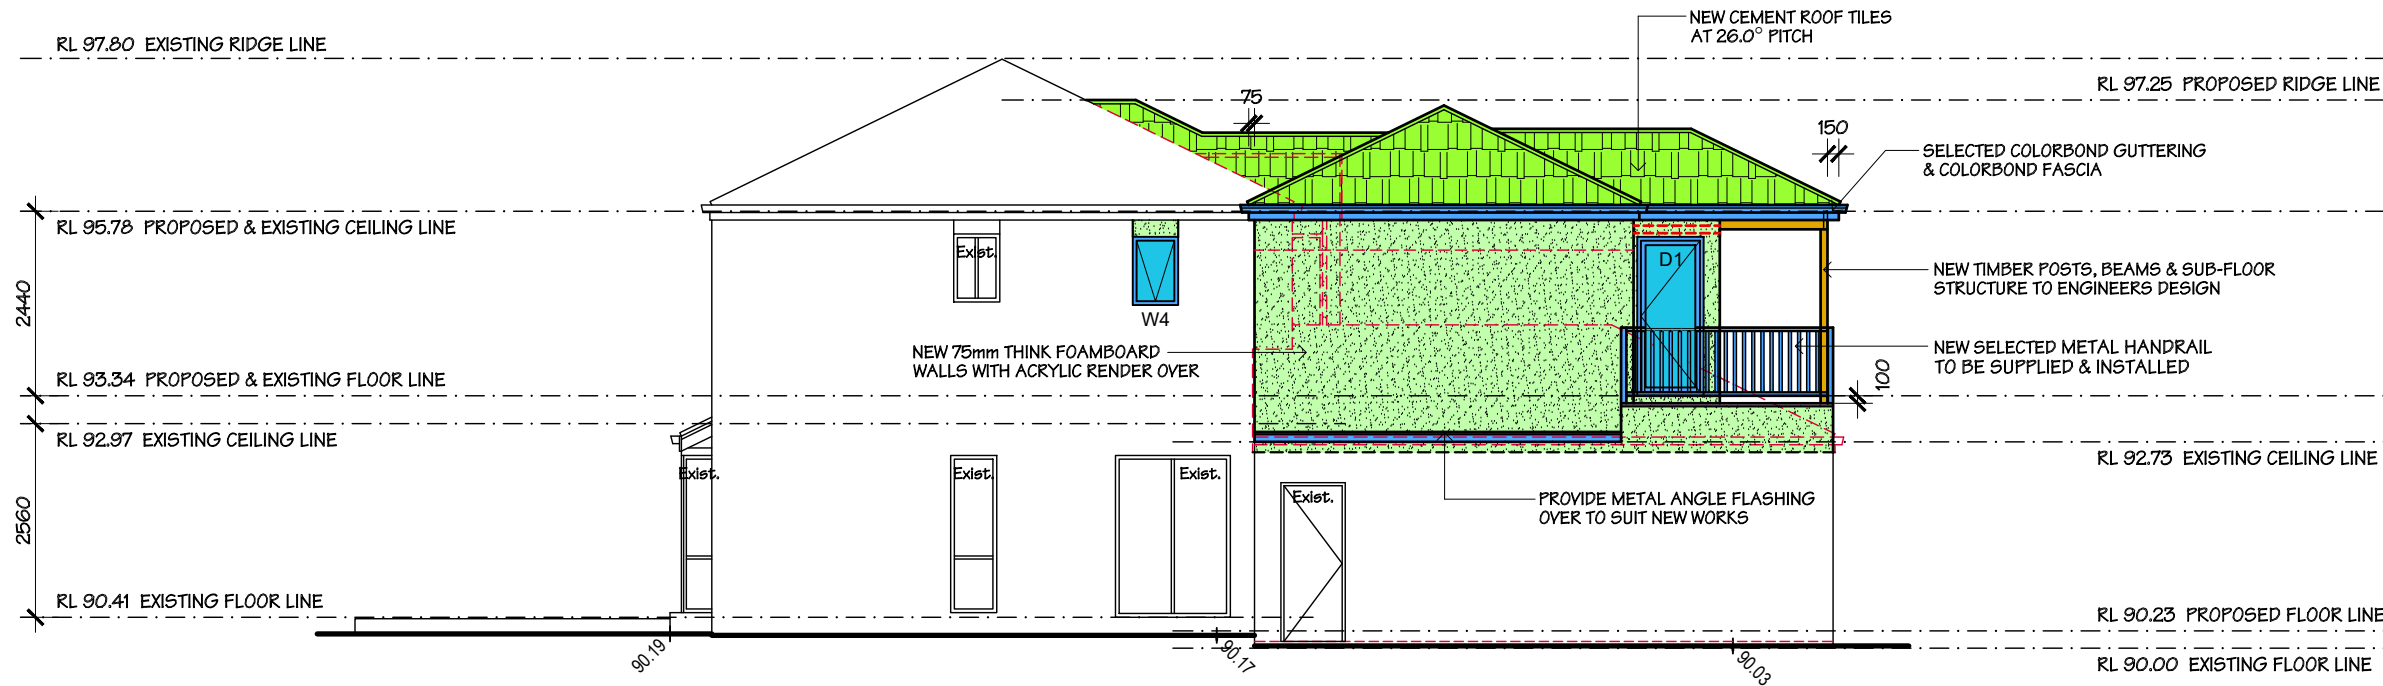 NEW CEMENT ROOF TILES
AT 26.0° PITCH
RL 97.80 EXISTING RIDGE LINE
RL 97.25 PROPOSED RIDGE LINE
75
150
SELECTED COLORBOND GUTTERING
& COLORBOND FASCIA
RL 95.78 PROPOSED & EXISTING CEILING LINE
Exist.
D1
NEW TIMBER POSTS, BEAMS & SUB-FLOOR
STRUCTURE TO ENGINEERS DESIGN
2440
W4
NEW 75mm THINK FOAMBOARD
WALLS WITH ACRYLIC RENDER OVER
NEW SELECTED METAL HANDRAIL
TO BE SUPPLIED & INSTALLED
RL 93.34 PROPOSED & EXISTING FLOOR LINE
100
RL 92.97 EXISTING CEILING LINE
RL 92.73 EXISTING CEILING LINE
Exist.
Exist.
Exist.
Exist.
PROVIDE METAL ANGLE FLASHING
OVER TO SUIT NEW WORKS
2560
RL 90.41 EXISTING FLOOR LINE
RL 90.23 PROPOSED FLOOR LINE
90.19
90.17
90.03
RL 90.00 EXISTING FLOOR LINE